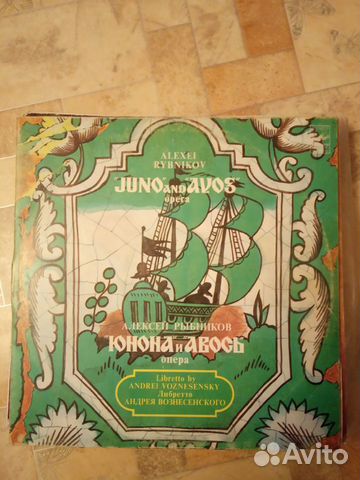 ALEXEI
RYBNIKOV
"JUNO AND AVOS"
opera
АЛЕКСЕЙ РЫБНИКОВ
ЮНОНА И АВОСЬ
опера
Libretto by
ANDREI VOZNESENSKY
Либретто
АНДРЕЯ ВОЗНЕСЕНСКОГО
Avito